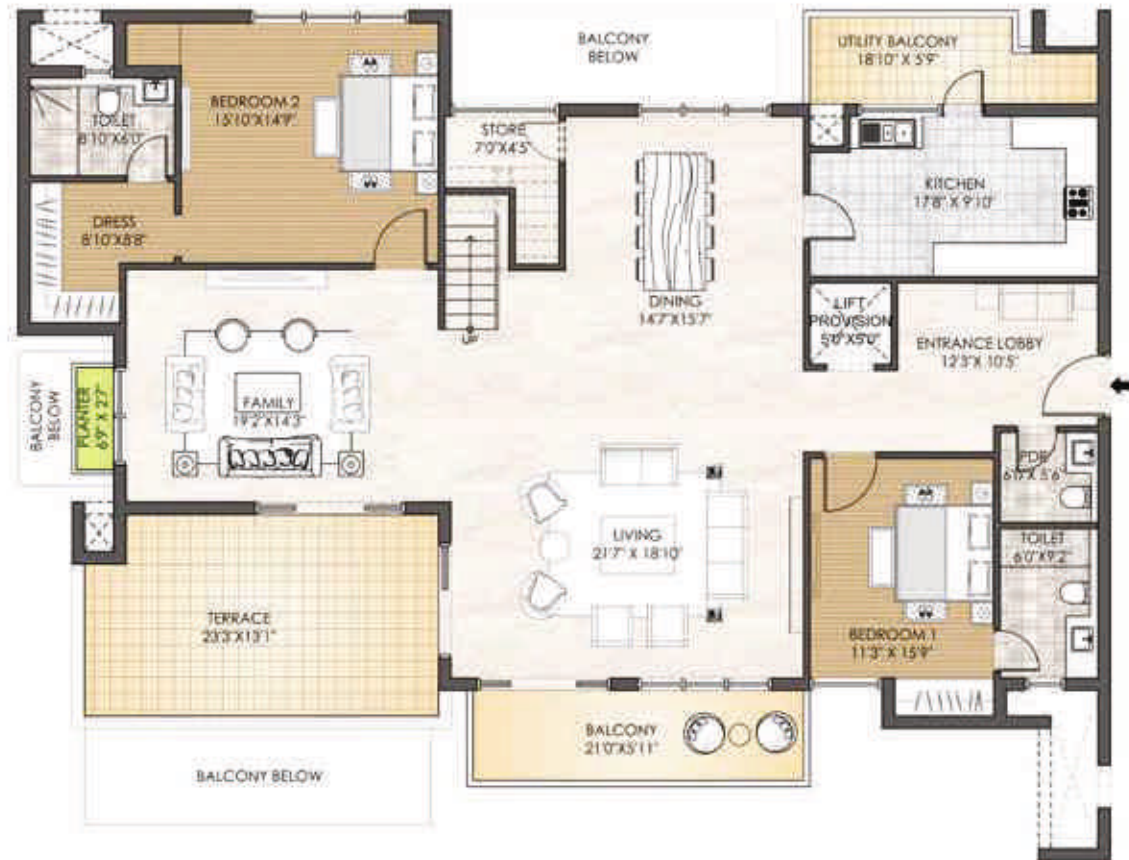 BALCONY
BELOW
UTILITY BALCONY
18'10" X 5'9"
BEDROOM 2
15'10"X14'9"
TOILET
8'10"X6'0"
STORE
7'0"X4'5"
KITCHEN
17'8" X 9'10"
DRESS
8'10"X8'8"
DINING
14'7"X15'7"
LIFT
PROVISION
5'0"X5'0"
ENTRANCE LOBBY
12'3" X 10'5"
UP
BALCONY
BELOW
PLANTER
6'9" X 2'7"
FAMILY
19'2"X14'3"
PDR
X 5'6"
LIVING
21'7" X 18'10"
TOILET
6'0"X9'2"
TERRACE
23'3"X13'1"
BEDROOM 1
11'3" X 15'9"
BALCONY
21'0"X5'11"
BALCONY BELOW